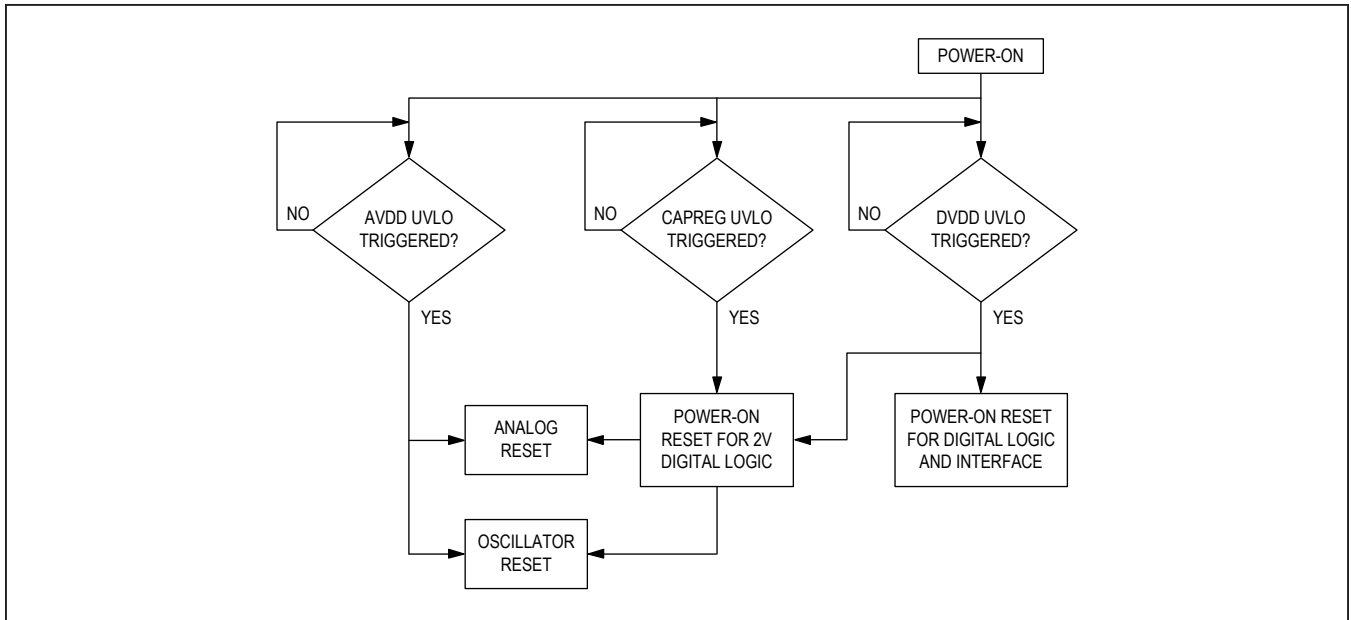 POWER-ON
AVDD UVLO
TRIGGERED?
NO
YES
CAPREG UVLO
TRIGGERED?
NO
YES
DVDD UVLO
TRIGGERED?
NO
YES
ANALOG
RESET
POWER-ON
RESET FOR 2V
DIGITAL LOGIC
POWER-ON RESET
FOR DIGITAL LOGIC
AND INTERFACE
OSCILLATOR
RESET